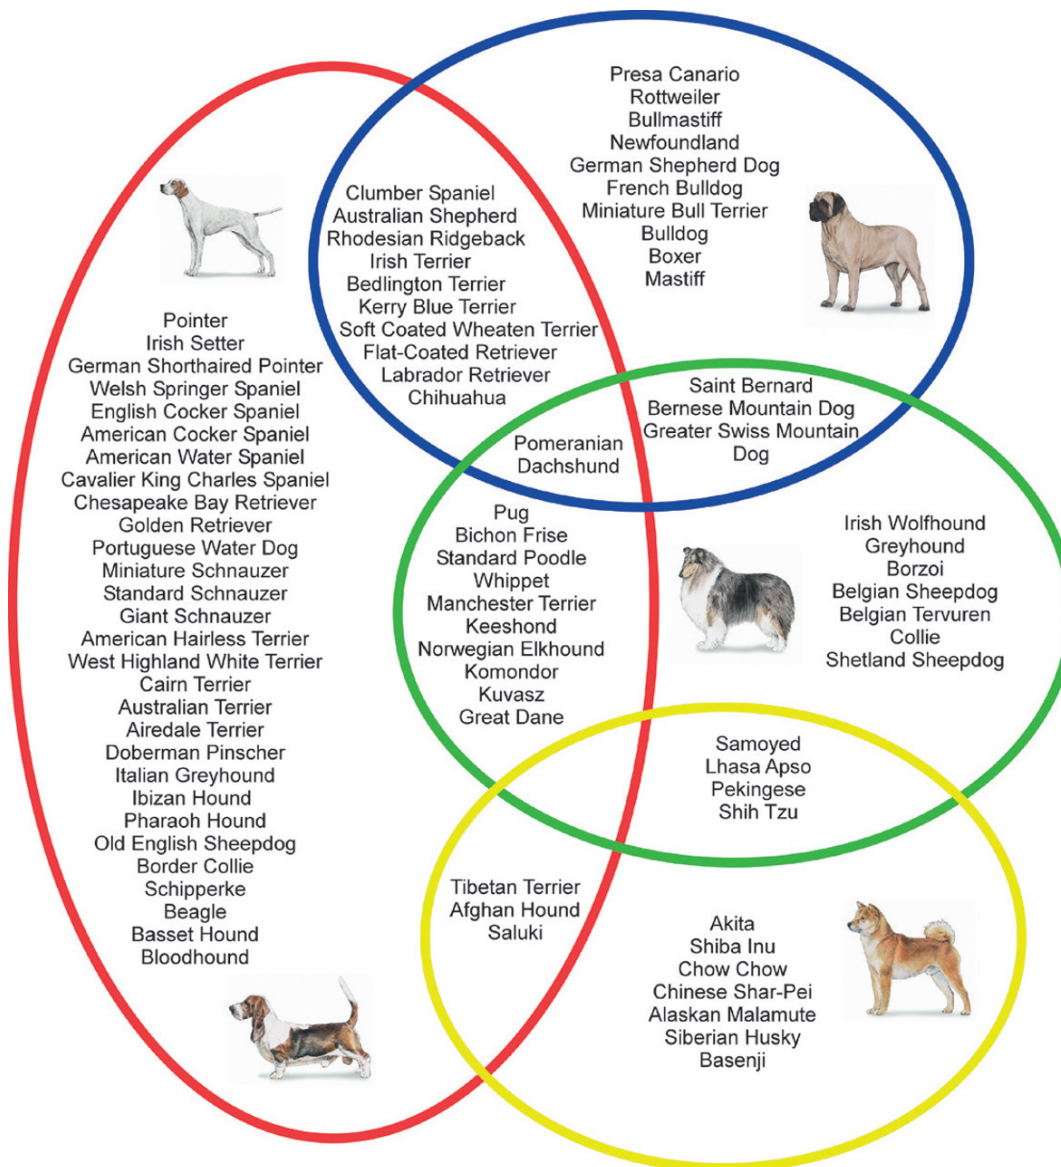 Presa Canario
Rottweiler
Bullmastiff
Newfoundland
German Shepherd Dog
French Bulldog
Miniature Bull Terrier
Bulldog
Boxer
Mastiff
Clumber Spaniel
Australian Shepherd
Rhodesian Ridgeback
Irish Terrier
Bedlington Terrier
Kerry Blue Terrier
Soft Coated Wheaten Terrier
Flat-Coated Retriever
Labrador Retriever
Chihuahua
Pointer
Irish Setter
German Shorthaired Pointer
Welsh Springer Spaniel
English Cocker Spaniel
American Cocker Spaniel
American Water Spaniel
Cavalier King Charles Spaniel
Chesapeake Bay Retriever
Golden Retriever
Portuguese Water Dog
Miniature Schnauzer
Standard Schnauzer
Giant Schnauzer
American Hairless Terrier
West Highland White Terrier
Cairn Terrier
Australian Terrier
Airedale Terrier
Doberman Pinscher
Italian Greyhound
Ibizan Hound
Pharaoh Hound
Old English Sheepdog
Border Collie
Schipperke
Beagle
Basset Hound
Bloodhound
Saint Bernard
Bernese Mountain Dog
Greater Swiss Mountain
Dog
Pomeranian
Dachshund
Pug
Bichon Frise
Standard Poodle
Whippet
Manchester Terrier
Keeshond
Norwegian Elkhound
Komondor
Kuvasz
Great Dane
Irish Wolfhound
Greyhound
Borzoi
Belgian Sheepdog
Belgian Tervuren
Collie
Shetland Sheepdog
Samoyed
Lhasa Apso
Pekingese
Shih Tzu
Tibetan Terrier
Afghan Hound
Saluki
Akita
Shiba Inu
Chow Chow
Chinese Shar-Pei
Alaskan Malamute
Siberian Husky
Basenji